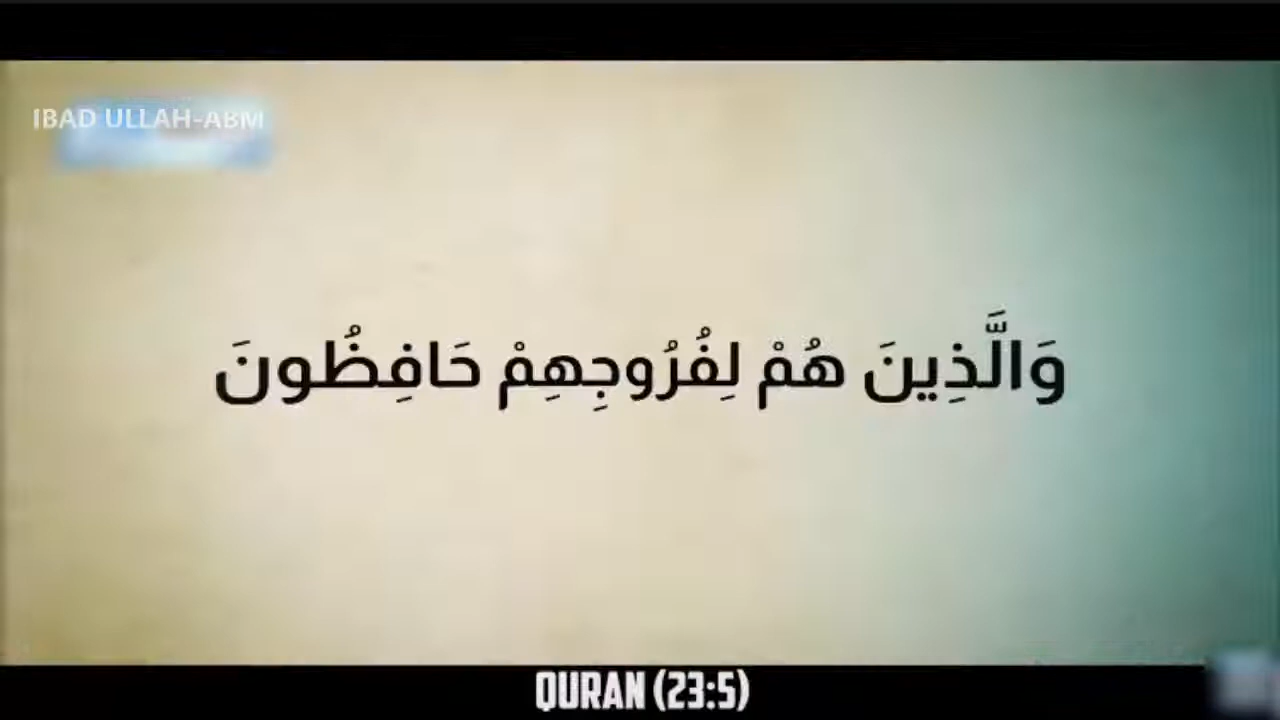 IBAD ULLAH-ABM
وَالَّذِينَ هُمْ لِفُرُوجِهِمْ حَافِظُونَ
QURAN (23:5)